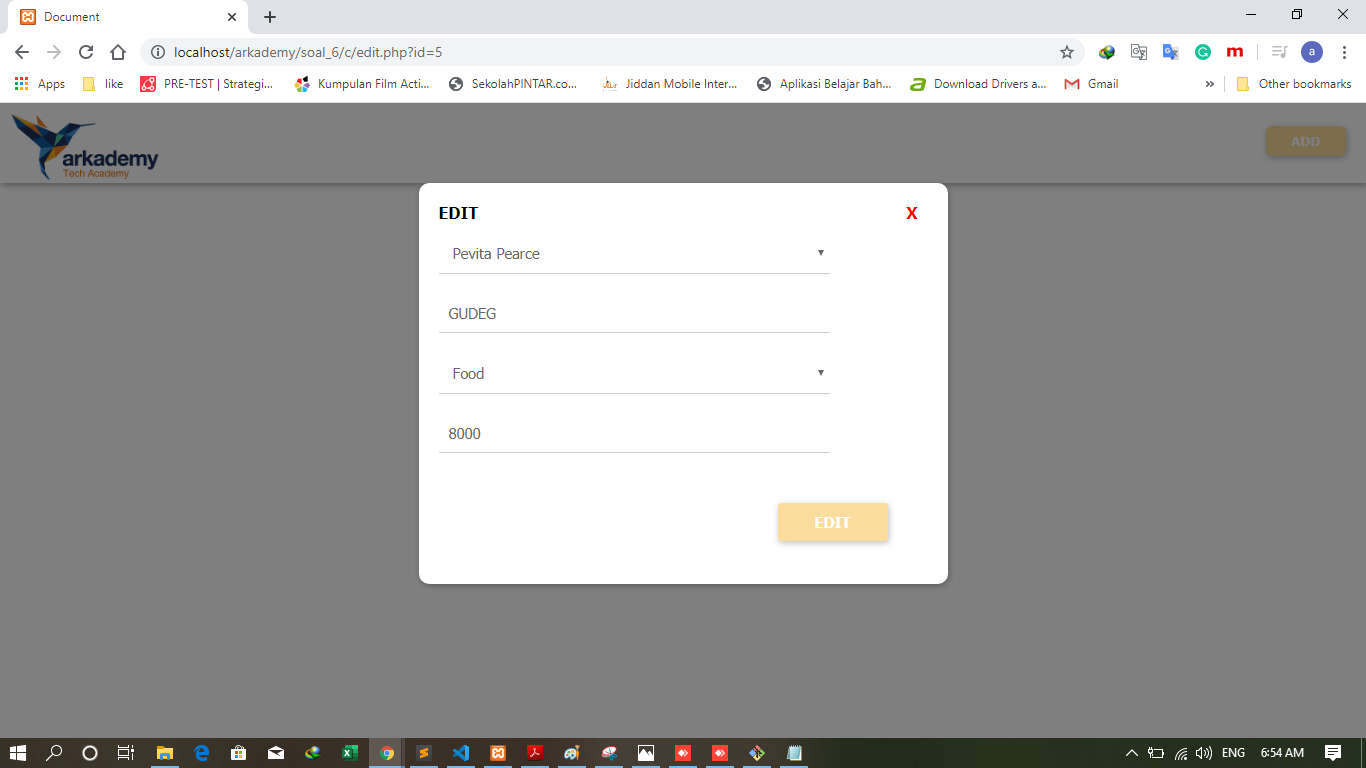 Document
localhost/arkademy/soal_6/c/edit.php?id=5
m
a
Apps
like
PRE-TEST | Strategi...
Kumpulan Film Acti...
SekolahPINTAR.co...
Jiddan Mobile Inter...
Aplikasi Belajar Bah...
Download Drivers a...
Gmail
»
Other bookmarks
arkademy
Tech Academy
ADD
EDIT
X
Pevita Pearce
GUDEG
Food
8000
EDIT
ENG
6:54 AM